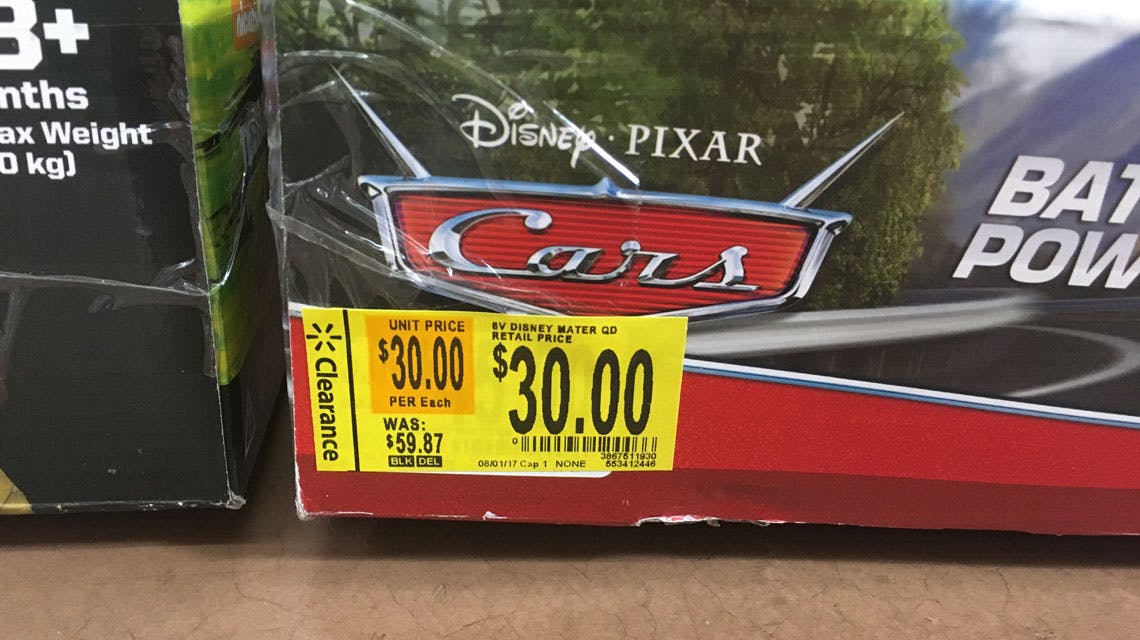 8+
nths
ax Weight
0 kg)
DISNEY · PIXAR
Cars
BAT
POW
Clearance
UNIT PRICE
$30.00
PER Each
WAS:
$59.87
BLK DEL
6V DISNEY MATER QD
RETAIL PRICE
$30.00
0
3867511930
08/01/17 Cap 1 NONE 553412446